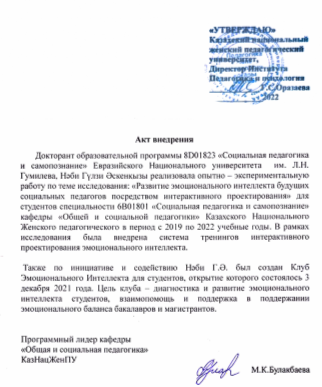 «УТВЕРЖДАЮ»
Казахский национальный
женский педагогический
университет,
Директор Института
Педагогики и психологии
Г.С.Оразаева
2022
Акт внедрения
Докторант образовательной программы 8D01823 «Социальная педагогика
и самопознание» Евразийского Национального университета им. Л.Н.
Гумилева, Нәби Гүлзи Әскенкызы реализовала опытно – экспериментальную
работу по теме исследования: «Развитие эмоционального интеллекта будущих
социальных педагогов посредством интерактивного проектирования» для
студентов специальности 6B01801 «Социальная педагогика и самопознание»
кафедры «Общей и социальной педагогики» Казахского Национального
Женского педагогического в период с 2019 по 2022 учебные годы. В рамках
исследования была внедрена система тренингов интерактивного
проектирования эмоционального интеллекта.
Также по инициативе и содействию Нәби Г.Ә. был создан Клуб
Эмоционального Интеллекта для студентов, открытие которого состоялось 3
декабря 2021 года. Цель клуба – диагностика и развитие эмоционального
интеллекта студентов, взаимопомощь и поддержка в поддержании
эмоционального баланса бакалавров и магистрантов.
Программный лидер кафедры
«Общая и социальная педагогика»
КазНацЖенПУ
М.К.Булакбаева